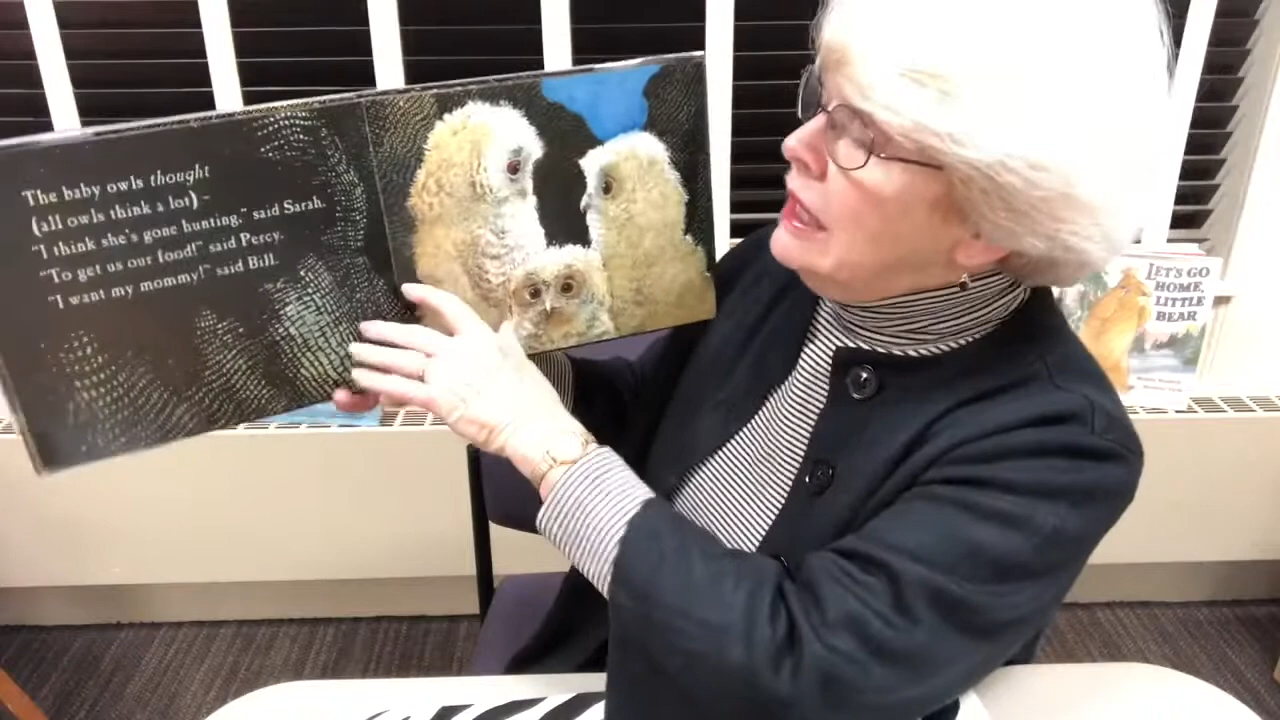 The baby owls thought
(all owls think a lot) –
“I think she's gone hunting,” said Sarah.
“To get us our food!” said Percy.
“I want my mommy!” said Bill.
LET'S GO
HOME,
LITTLE
BEAR